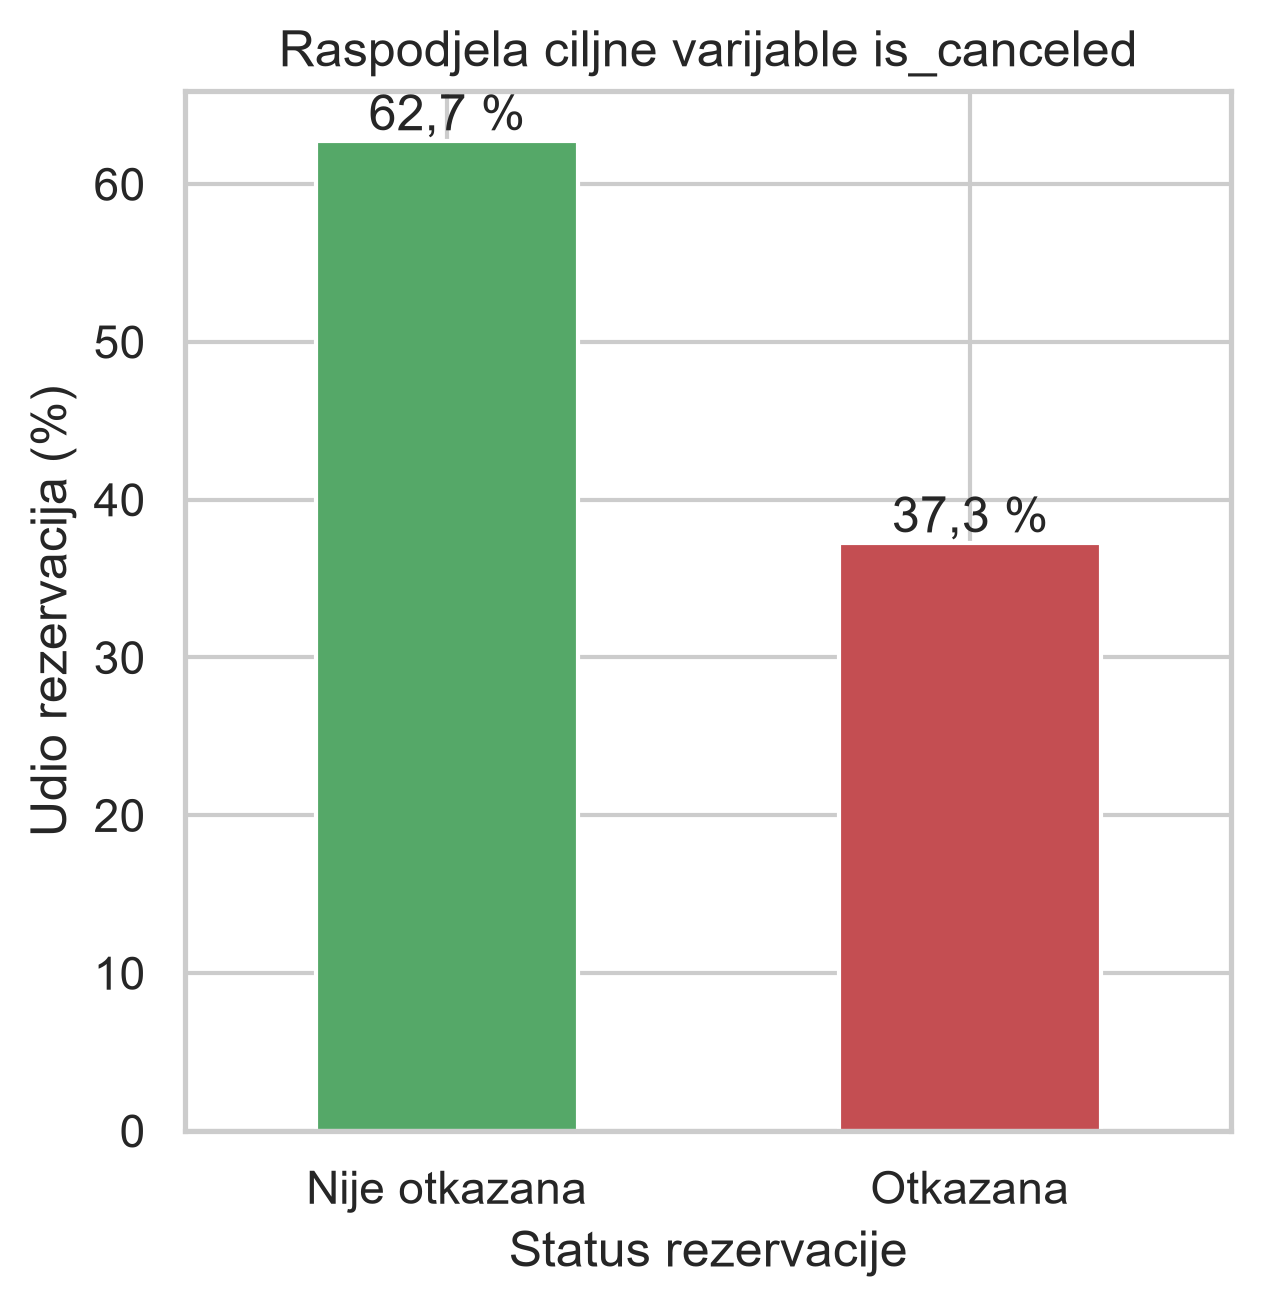 Raspodjela ciljne varijable is_canceled
62,7 %
60
50
40
37,3 %
30
20
10
0
Udio rezervacija (%)
Nije otkazana
Otkazana
Status rezervacije